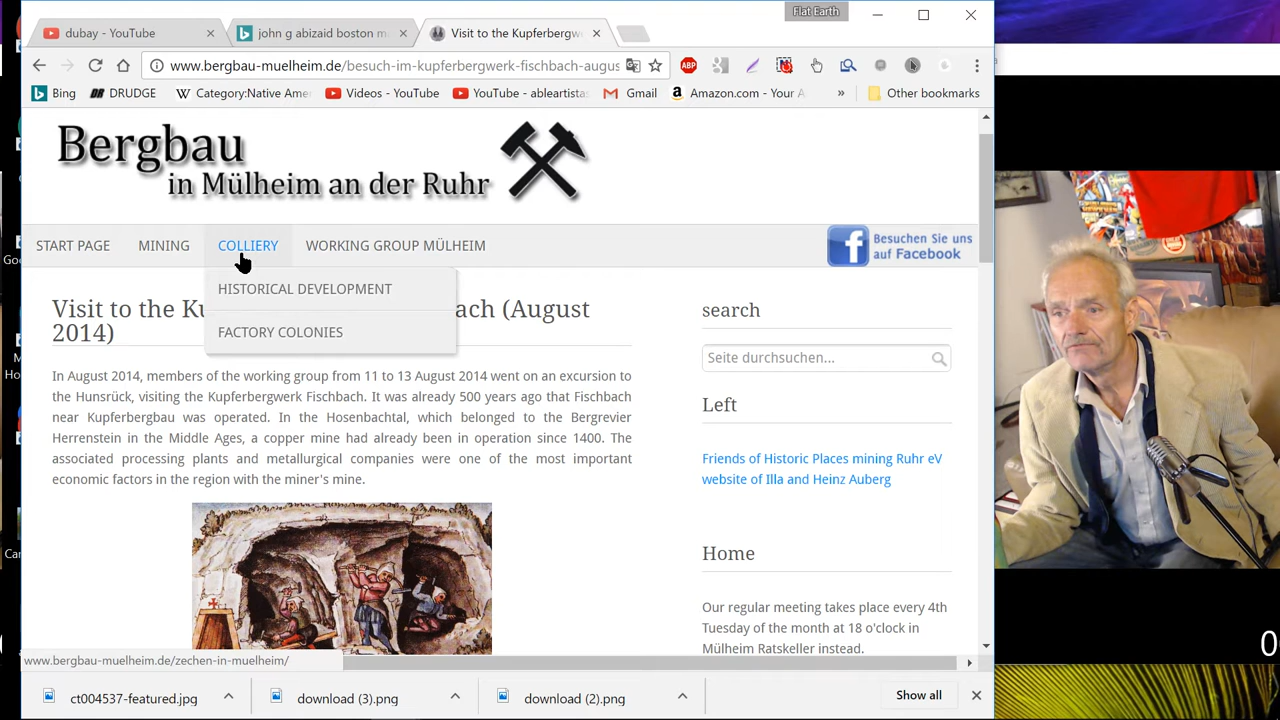 Flat Earth
dubay - YouTube
john g abizaid boston m
Visit to the Kupferbergw
www.bergbau-muelheim.de/besuch-im-kupferbergwerk-fischbach-augus
Bing
DRUDGE
Category:Native Ame
Videos - YouTube
YouTube - ableartista
Gmail
Amazon.com - Your A
»
Other bookmarks
Bergbau
in Mülheim an der Ruhr
START PAGE
MINING
COLLIERY
WORKING GROUP MÜLHEIM
Besuchen Sie uns
auf Facebook
HISTORICAL DEVELOPMENT
FACTORY COLONIES
Visit to the Ku
ach (August
2014)
In August 2014, members of the working group from 11 to 13 August 2014 went on an excursion to
the Hunsrück, visiting the Kupferbergwerk Fischbach. It was already 500 years ago that Fischbach
near Kupferbergbau was operated. In the Hosenbachtal, which belonged to the Bergrevier
Herrenstein in the Middle Ages, a copper mine had already been in operation since 1400. The
associated processing plants and metallurgical companies were one of the most important
economic factors in the region with the miner's mine.
search
Seite durchsuchen...
Left
Friends of Historic Places mining Ruhr eV
website of Illa and Heinz Auberg
Home
Our regular meeting takes place every 4th
Tuesday of the month at 18 o'clock in
Mülheim Ratskeller instead.
www.bergbau-muelheim.de/zechen-in-muelheim/
ct004537-featured.jpg
download (3).png
download (2).png
Show all